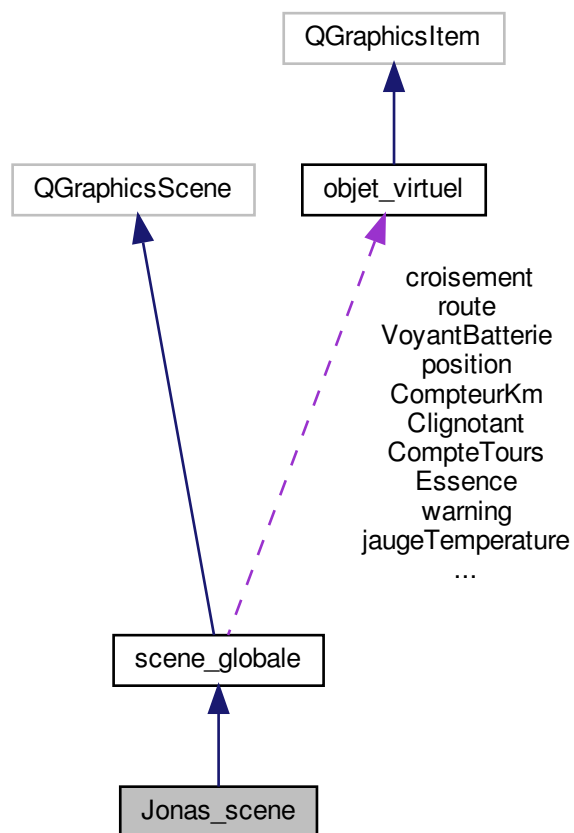 QGraphicsItem
QGraphicsScene
objet_virtuel
croisement
route
VoyantBatterie
position
CompteurKm
Clignotant
CompteTours
Essence
warning
jaugeTemperature
...
scene_globale
Jonas_scene